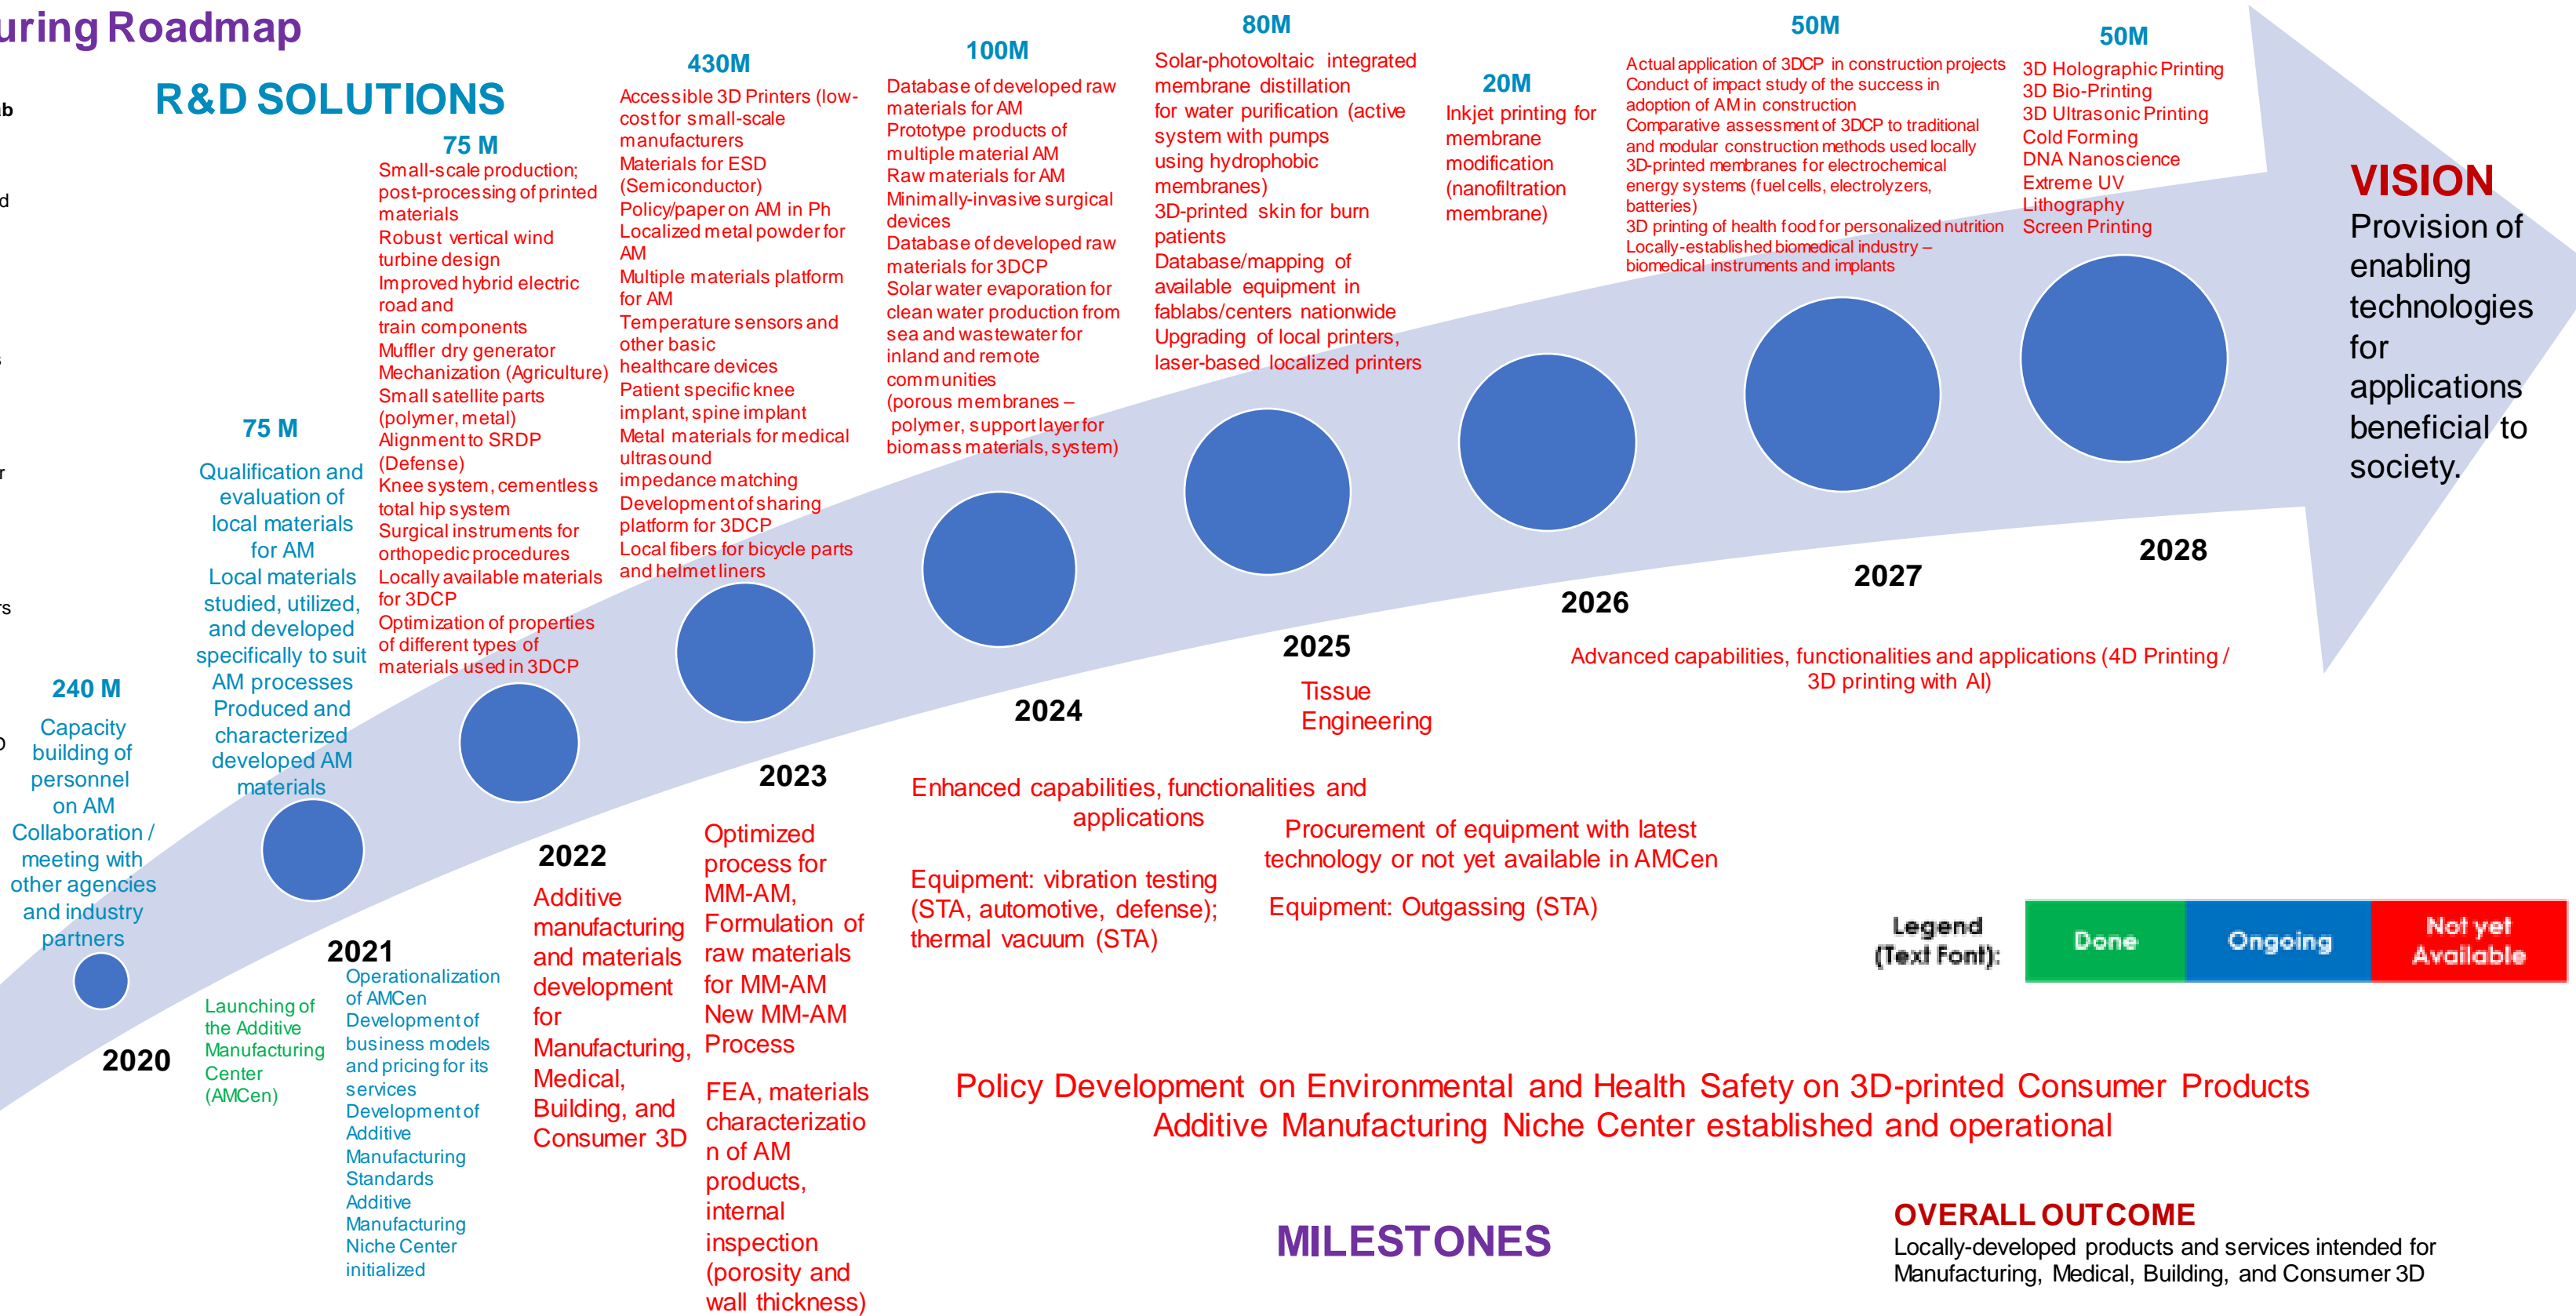 uring Roadmap
ab
d
s
r
rs
R&D SOLUTIONS
240 M
Capacity
building of
personnel
on AM
Collaboration /
meeting with
other agencies
and industry
partners
75 M
Qualification and
evaluation of
local materials
for AM
Local materials
studied, utilized,
and developed
specifically to suit
AM processes
Produced and
characterized
developed AM
materials
75 M
Small-scale production;
post-processing of printed
materials
Robust vertical wind
turbine design
Improved hybrid electric
road and
train components
Muffler dry generator
Mechanization (Agriculture)
Small satellite parts
(polymer, metal)
Alignment to SRDP
(Defense)
Knee system, cementless
total hip system
Surgical instruments for
orthopedic procedures
Locally available materials
for 3DCP
Optimization of properties
of different types of
materials used in 3DCP
430M
Accessible 3D Printers (low-
cost for small-scale
manufacturers
Materials for ESD
(Semiconductor)
Policy/paper on AM in Ph
Localized metal powder for
AM
Multiple materials platform
for AM
Temperature sensors and
other basic
healthcare devices
Patient specific knee
implant, spine implant
Metal materials for medical
ultrasound
impedance matching
Development of sharing
platform for 3DCP
Local fibers for bicycle parts
and helmet liners
100M
Database of developed raw
materials for AM
Prototype products of
multiple material AM
Raw materials for AM
Minimally-invasive surgical
devices
Database of developed raw
materials for 3DCP
Solar water evaporation for
clean water production from
sea and wastewater for
inland and remote
communities
(porous membranes –
polymer, support layer for
biomass materials, system)
80M
Solar-photovoltaic integrated
membrane distillation
for water purification (active
system with pumps
using hydrophobic
membranes)
3D-printed skin for burn
patients
Database/mapping of
available equipment in
fablabs/centers nationwide
Upgrading of local printers,
laser-based localized printers
20M
Inkjet printing for
membrane
modification
(nanofiltration
membrane)
50M
Actual application of 3DCP in construction projects
Conduct of impact study of the success in
adoption of AM in construction
Comparative assessment of 3DCP to traditional
and modular construction methods used locally
3D-printed membranes for electrochemical
energy systems (fuel cells, electrolyzers,
batteries)
3D printing of health food for personalized nutrition
Locally-established biomedical industry –
biomedical instruments and implants
50M
3D Holographic Printing
3D Bio-Printing
3D Ultrasonic Printing
Cold Forming
DNA Nanoscience
Extreme UV
Lithography
Screen Printing
VISION
Provision of
enabling
technologies
for
applications
beneficial to
society.
2020
2021
2022
2023
2024
2025
2026
2027
2028
Launching of
the Additive
Manufacturing
Center
(AMCen)
Operationalization
of AMCen
Development of
business models
and pricing for its
services
Development of
Additive
Manufacturing
Standards
Additive
Manufacturing
Niche Center
initialized
Additive
manufacturing
and materials
development
for
Manufacturing,
Medical,
Building, and
Consumer 3D
Optimized
process for
MM-AM,
Formulation of
raw materials
for MM-AM
New MM-AM
Process
FEA, materials
characterizatio
n of AM
products,
internal
inspection
(porosity and
wall thickness)
Enhanced capabilities, functionalities and
applications
Equipment: vibration testing
(STA, automotive, defense);
thermal vacuum (STA)
Tissue
Engineering
Procurement of equipment with latest
technology or not yet available in AMCen
Equipment: Outgassing (STA)
Advanced capabilities, functionalities and applications (4D Printing /
3D printing with AI)
Legend
(Text Font):
Done
Ongoing
Not yet
Available
Policy Development on Environmental and Health Safety on 3D-printed Consumer Products
Additive Manufacturing Niche Center established and operational
MILESTONES
OVERALL OUTCOME
Locally-developed products and services intended for
Manufacturing, Medical, Building, and Consumer 3D